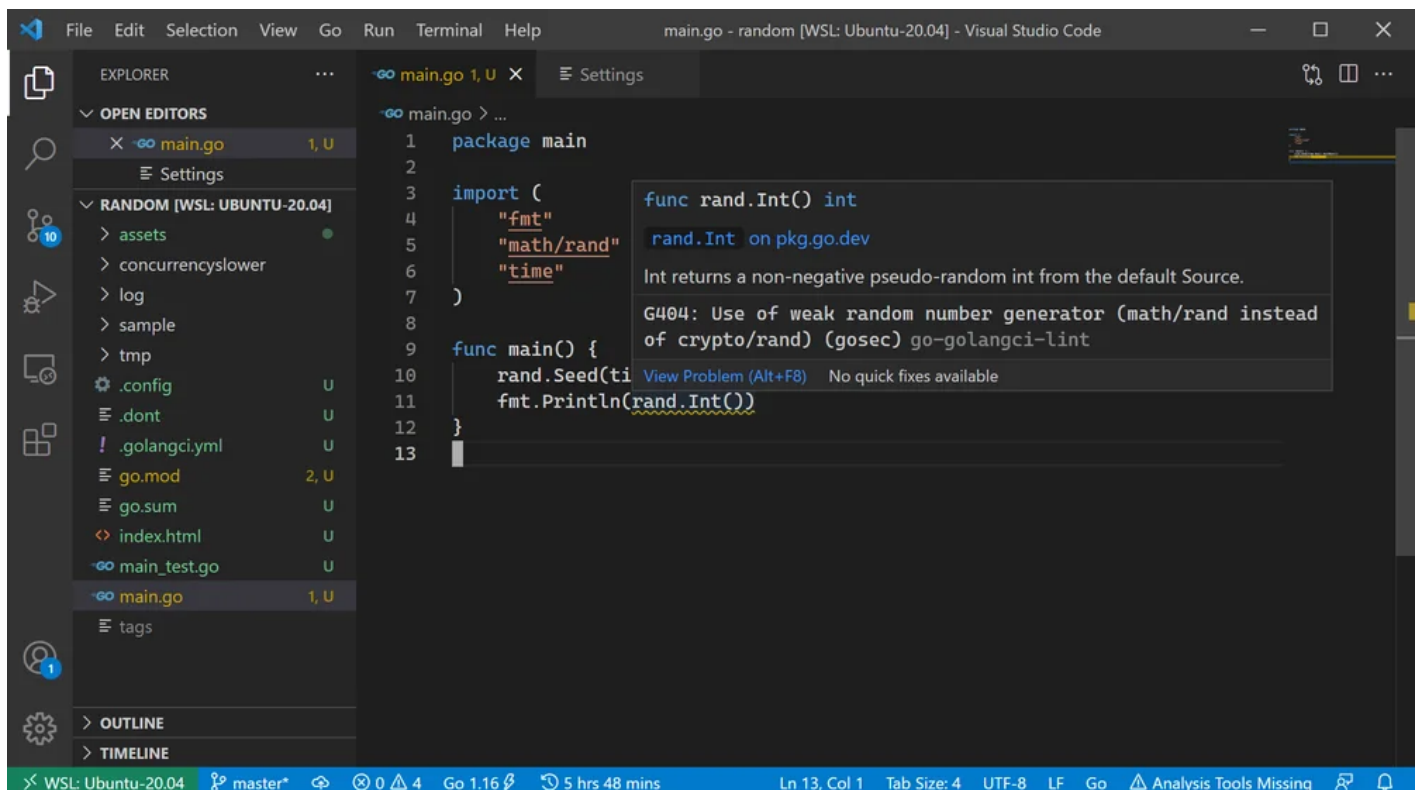 File Edit Selection View Go Run Terminal Help main.go - random [WSL: Ubuntu-20.04] - Visual Studio Code
EXPLORER
OPEN EDITORS
GO main.go 1, U
Settings
RANDOM [WSL: UBUNTU-20.04]
assets
concurrencyslower
log
sample
tmp
.config U
.dont U
.golangci.yml U
go.mod 2, U
go.sum U
index.html U
GO main_test.go U
GO main.go 1, U
tags
OUTLINE
TIMELINE
10
1
GO main.go 1, U Settings
GO main.go > ...
1 package main
2
3 import (
4 "fmt"
5 "math/rand"
6 "time"
7 )
8
9 func main() {
10 rand.Seed(ti
11 fmt.Println(rand.Int())
12 }
13
func rand.Int() int
rand.Int on pkg.go.dev
Int returns a non-negative pseudo-random int from the default Source.
G404: Use of weak random number generator (math/rand instead
of crypto/rand) (gosec) go-golangci-lint
View Problem (Alt+F8) No quick fixes available
WSL: Ubuntu-20.04 master* 0 4 Go 1.16 5 hrs 48 mins Ln 13, Col 1 Tab Size: 4 UTF-8 LF Go Analysis Tools Missing